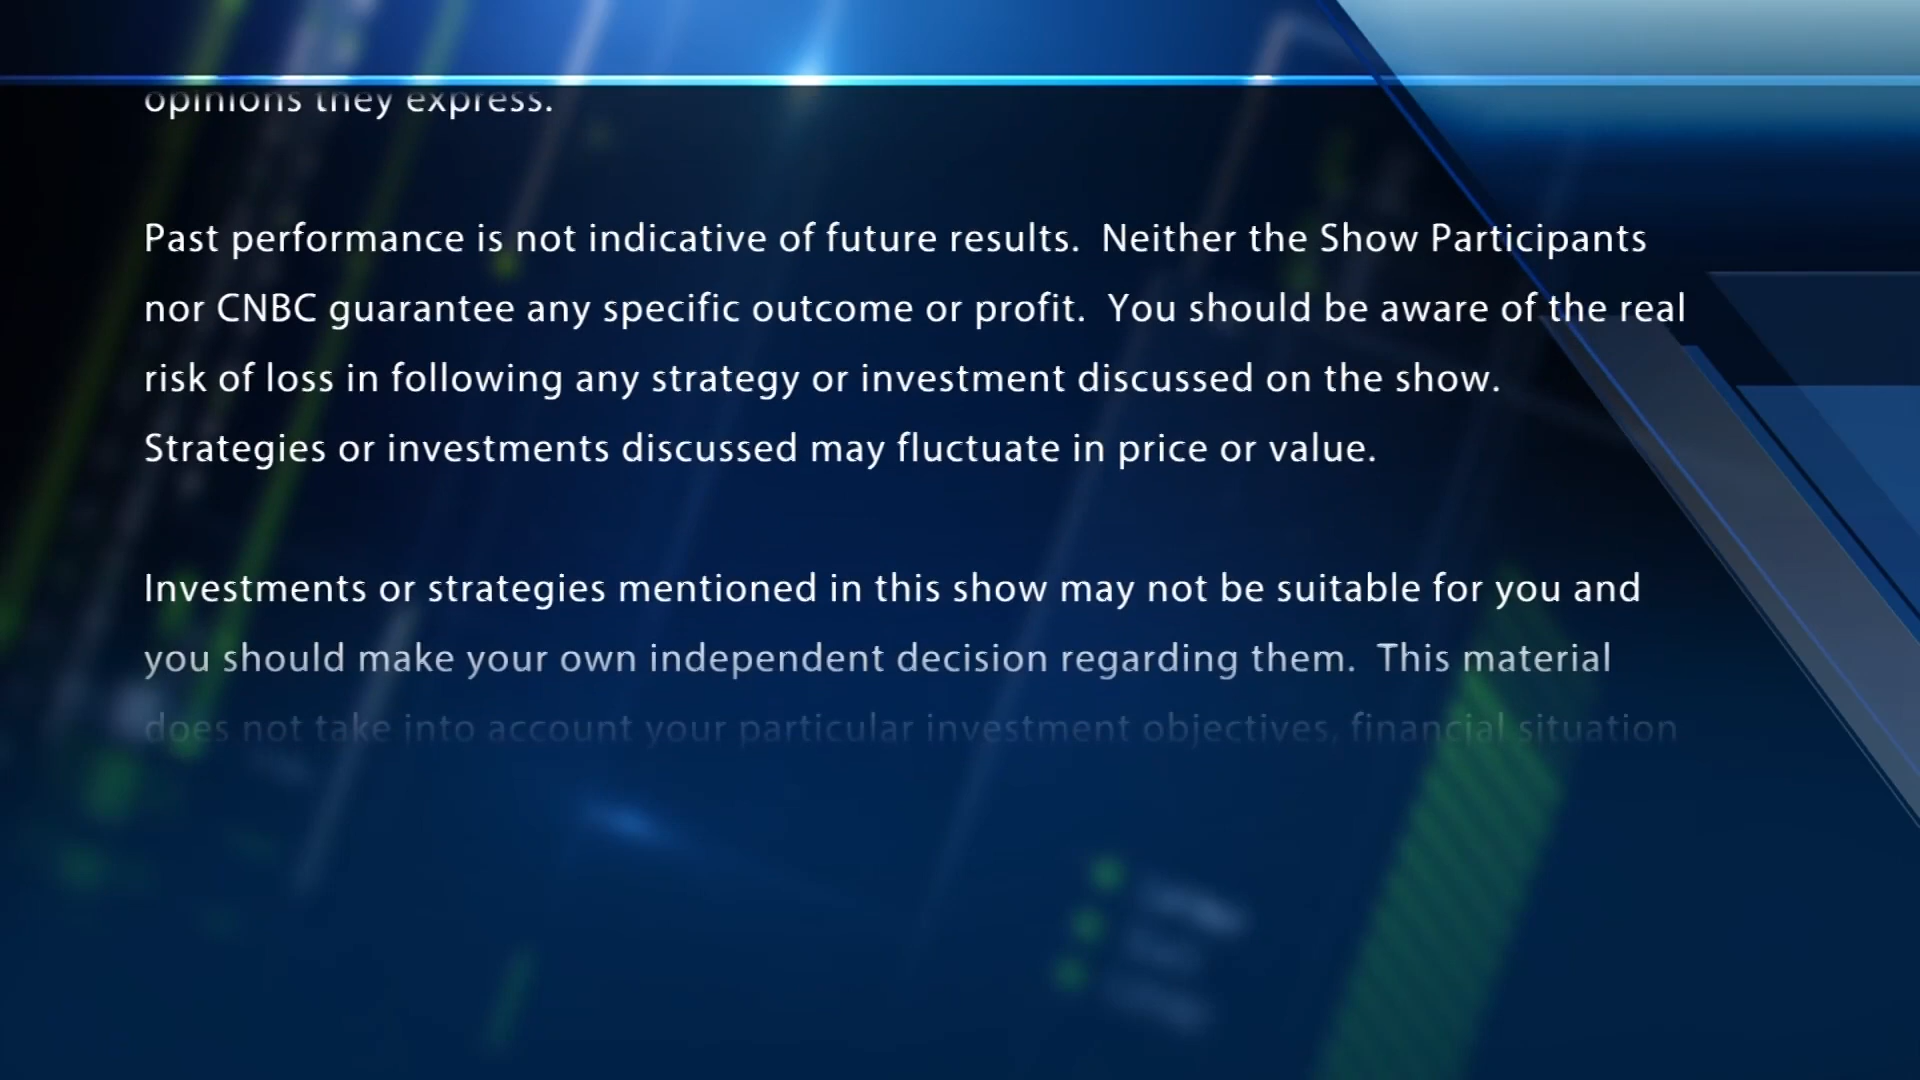 opinions they express.
Past performance is not indicative of future results.  Neither the Show Participants
nor CNBC guarantee any specific outcome or profit.  You should be aware of the real
risk of loss in following any strategy or investment discussed on the show.
Strategies or investments discussed may fluctuate in price or value.
Investments or strategies mentioned in this show may not be suitable for you and
you should make your own independent decision regarding them.  This material
does not take into account your particular investment objectives, financial situation